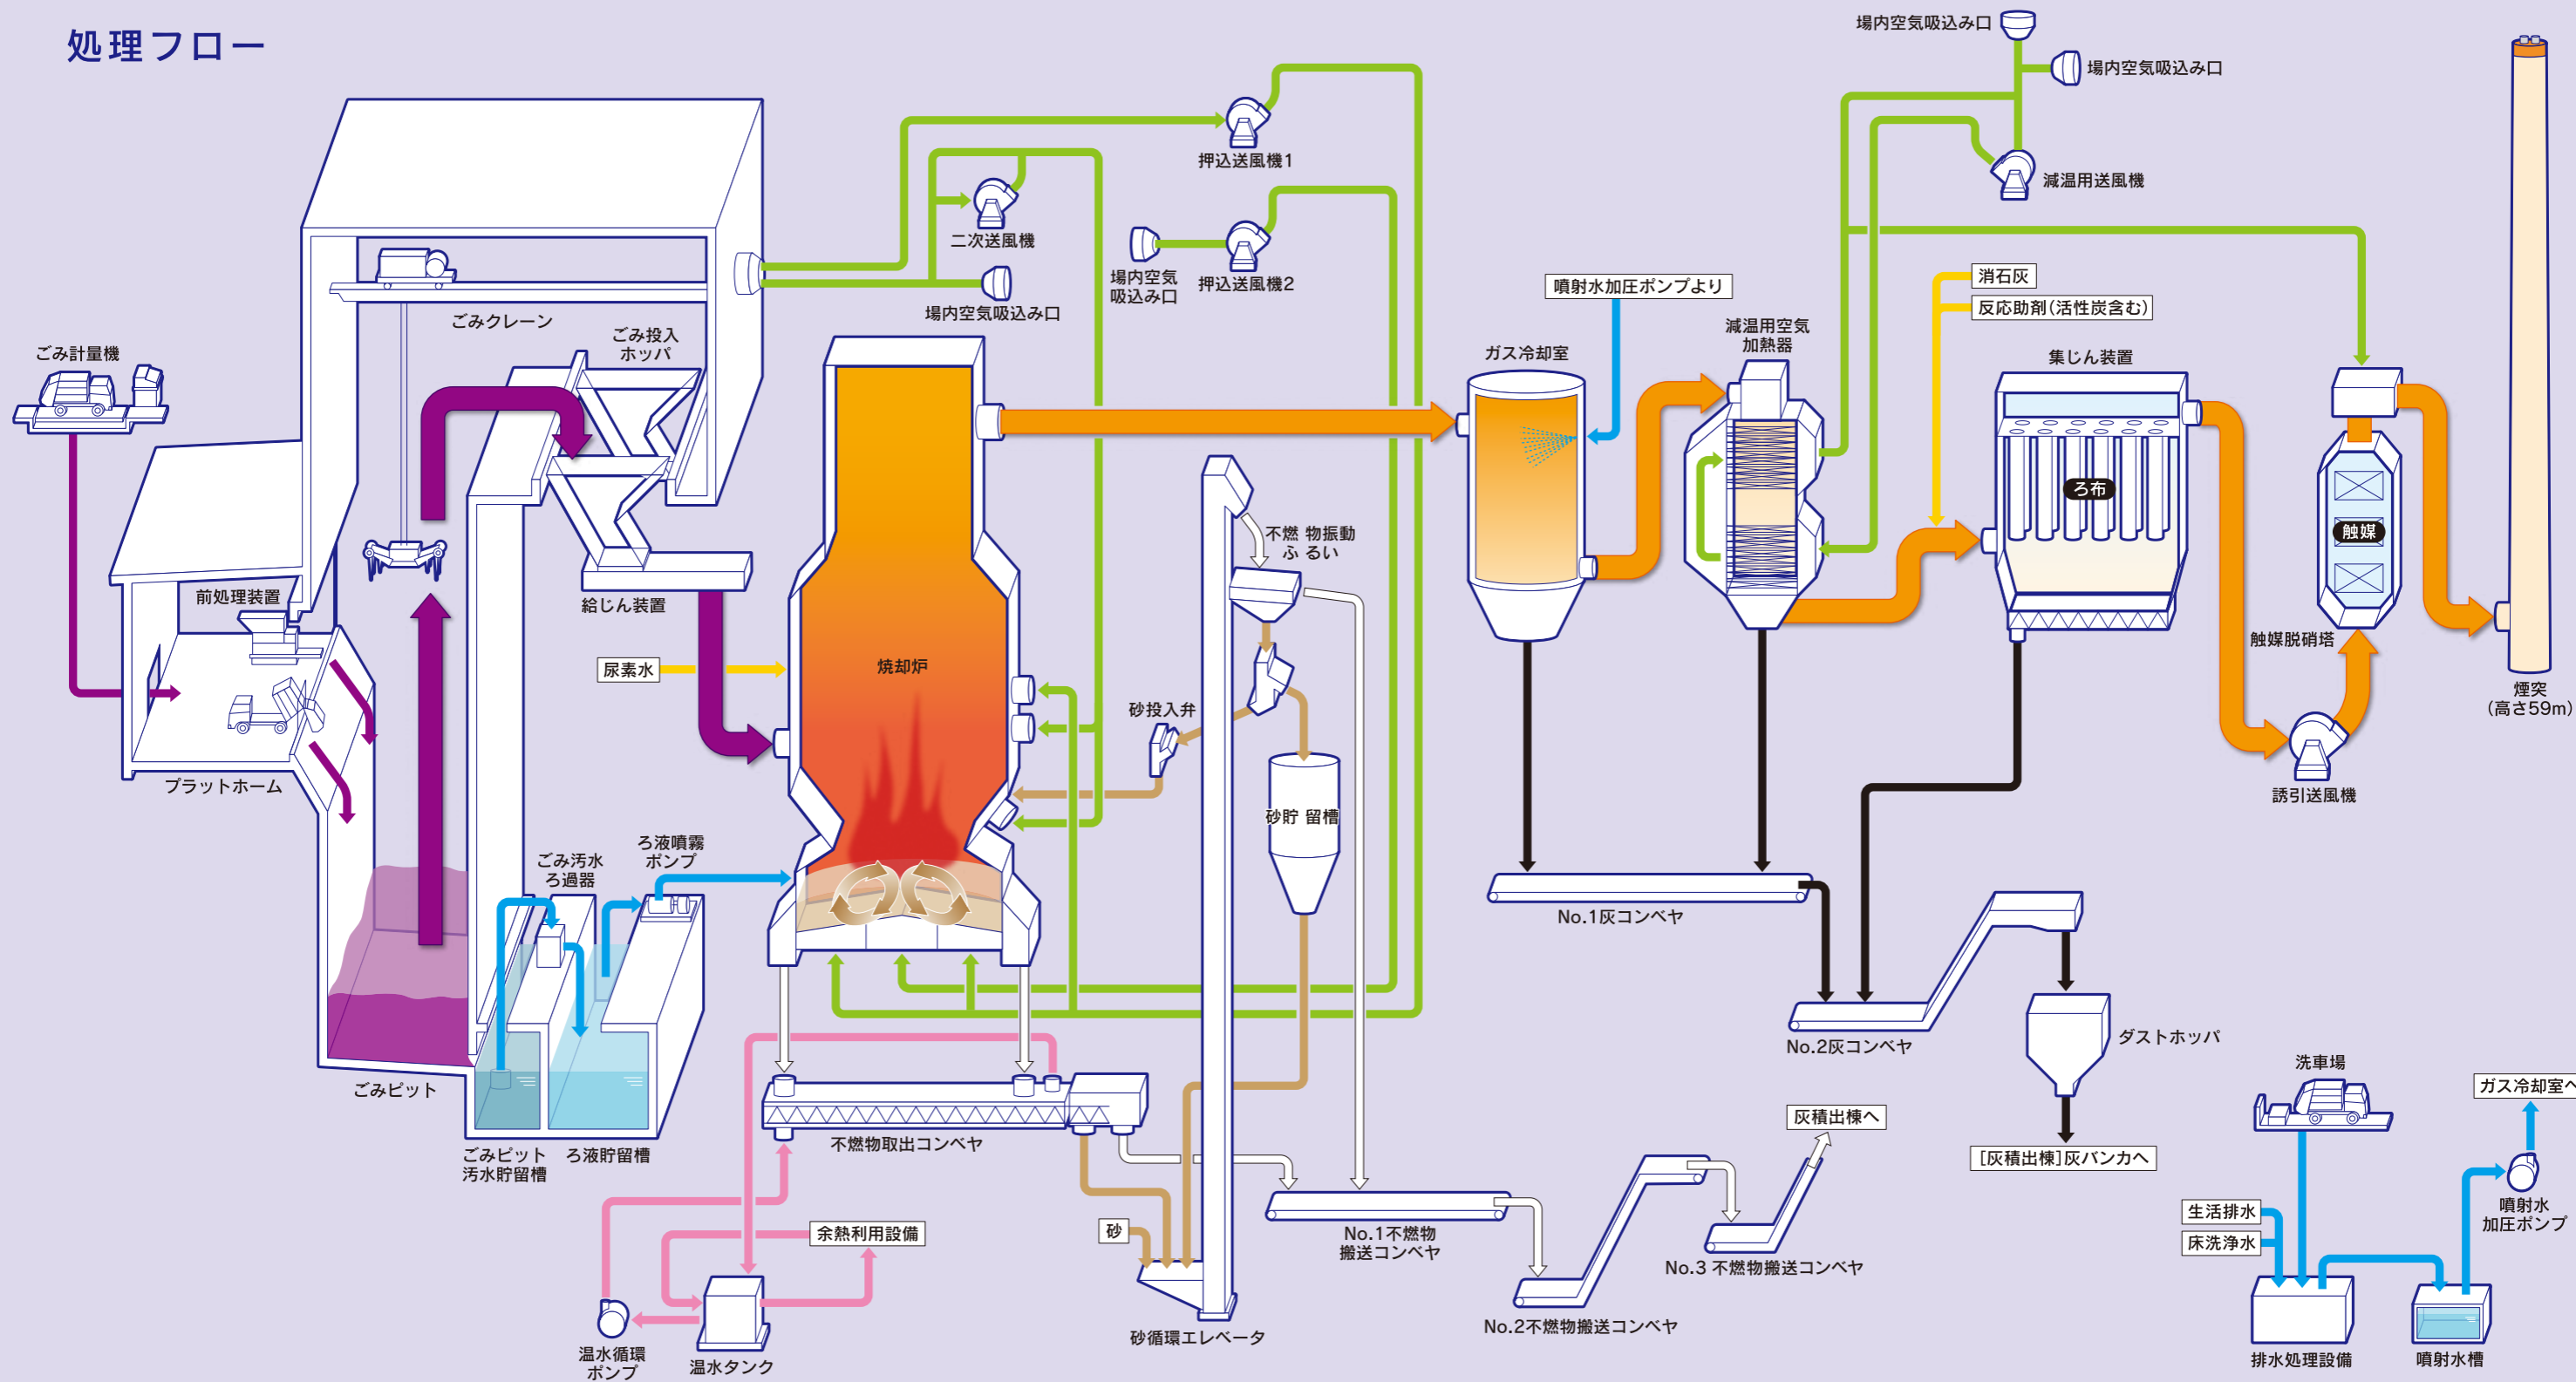 処理フロー
場内空気吸込み口
場内空気吸込み口
減温用送風機
押込送風機1
二次送風機
場内空気吸込み口
場内空気
吸込み口
押込送風機2
噴射水加圧ポンプより
消石灰
反応助剤(活性炭含む)
ごみクレーン
ごみ投入
ホッパ
ごみ計量機
ガス冷却室
減温用空気
加熱器
集じん装置
ろ布
触媒
触媒脱硝塔
煙突
(高さ59m)
誘引送風機
前処理装置
プラットホーム
給じん装置
尿素水
焼却炉
不燃 物振動
ふ るい
砂投入弁
砂貯 留槽
ごみ汚水
ろ過器
ろ液噴霧
ポンプ
ごみピット
ごみピット
汚水貯留槽
ろ液貯留槽
不燃物取出コンベヤ
余熱利用設備
温水循環
ポンプ
温水タンク
砂
砂循環エレベータ
No.1不燃物
搬送コンベヤ
No.2不燃物搬送コンベヤ
No.3 不燃物搬送コンベヤ
灰積出棟へ
No.1灰コンベヤ
No.2灰コンベヤ
ダストホッパ
[灰積出棟]灰バンカへ
洗車場
ガス冷却室へ
生活排水
床洗浄水
噴射水
加圧ポンプ
排水処理設備
噴射水槽